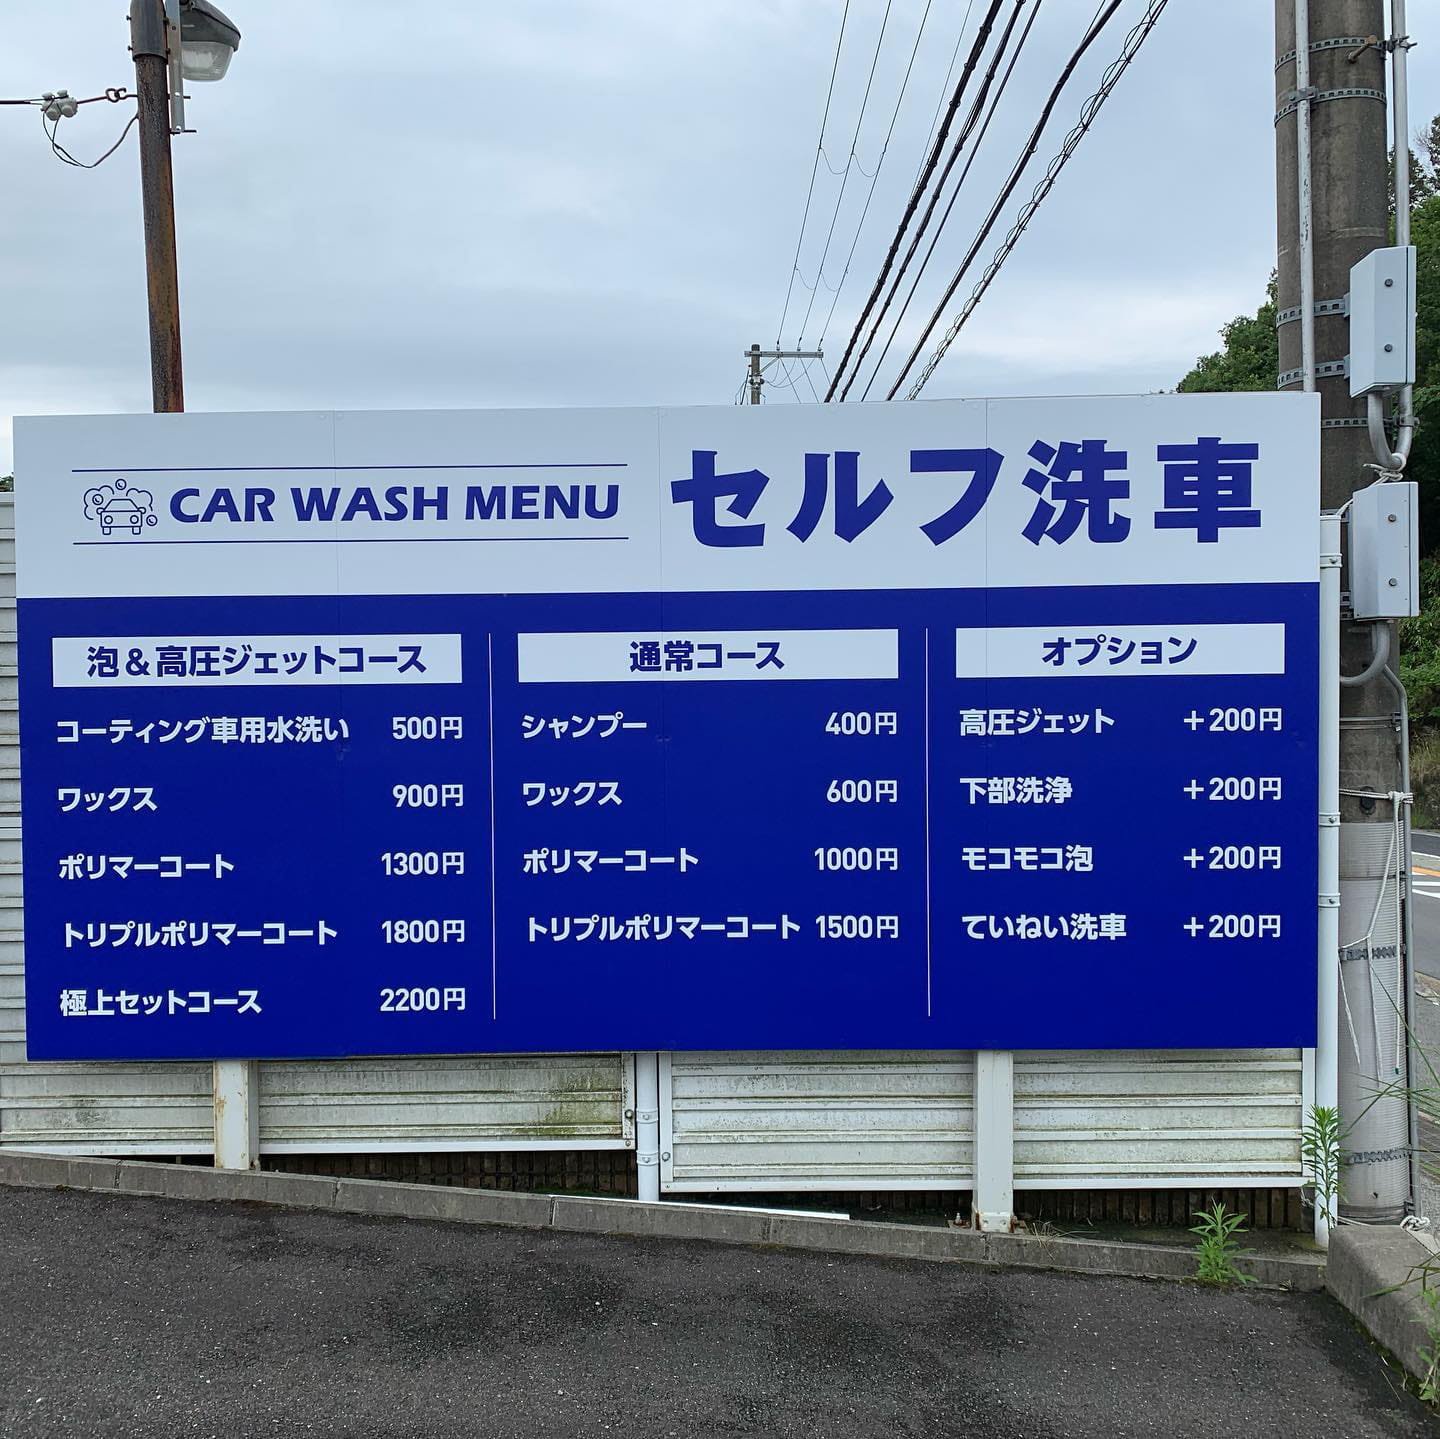 CAR WASH MENU
セルフ洗車
泡&高圧ジェットコース
コーティング車用水洗い 500円
ワックス 900円
ポリマーコート 1300円
トリプルポリマーコート 1800円
極上セットコース 2200円
通常コース
シャンプー 400円
ワックス 600円
ポリマーコート 1000円
トリプルポリマーコート 1500円
オプション
高圧ジェット +200円
下部洗浄 +200円
モコモコ泡 +200円
ていねい洗車 +200円